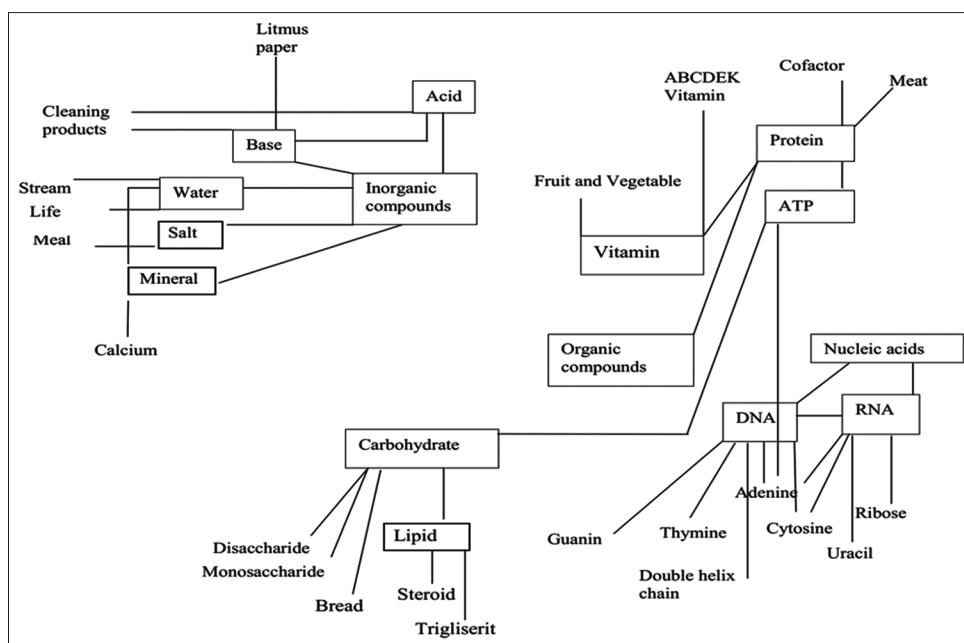 Litmus
paper
Acid
Cleaning
products
Base
Stream
Water
Inorganic
compounds
Life
Salt
Meal
Mineral
Calcium
ABCDEK
Vitamin
Cofactor
Meat
Protein
Fruit and Vegetable
ATP
Vitamin
Organic
compounds
Nucleic acids
DNA
RNA
Carbohydrate
Adenine
Ribose
Cytosine
Thymine
Guanin
Uracil
Double helix
chain
Lipid
Disaccharide
Monosaccharide
Bread
Steroid
Trigliserit